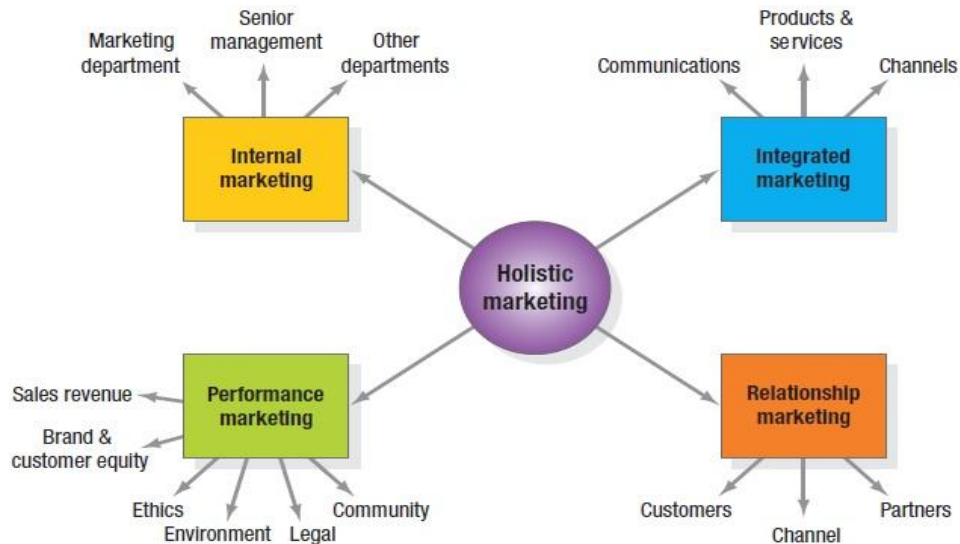 Senior
management
Marketing
department
Other
departments
Internal
marketing
Products &
services
Communications
Channels
Integrated
marketing
Holistic
marketing
Performance
marketing
Sales revenue
Brand &
customer equity
Ethics
Environment
Legal
Community
Relationship
marketing
Customers
Channel
Partners